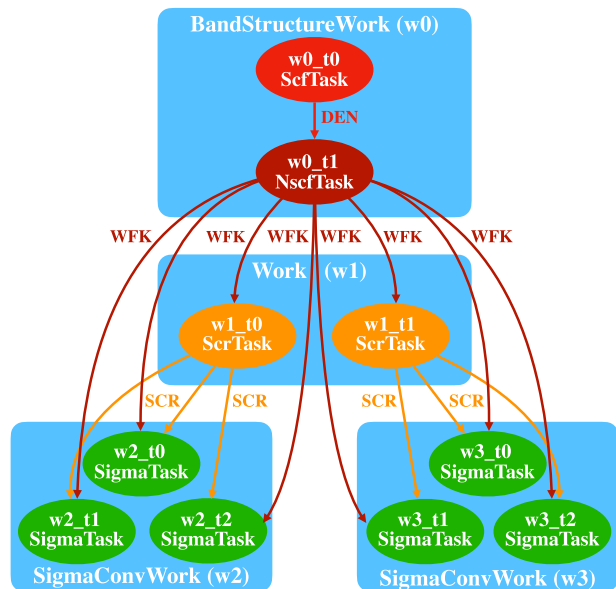 BandStructureWork (w0)
w0_t0
ScfTask
DEN
w0_t1
NscfTask
WFK
WFK
WFK
WFK
WFK
WFK
Work (w1)
w1_t0
ScrTask
w1_t1
ScrTask
SCR
SCR
SCR
SCR
w2_t0
SigmaTask
w3_t0
SigmaTask
w2_t1
SigmaTask
w2_t2
SigmaTask
w3_t1
SigmaTask
w3_t2
SigmaTask
SigmaConvWork (w2)
SigmaConvWork (w3)